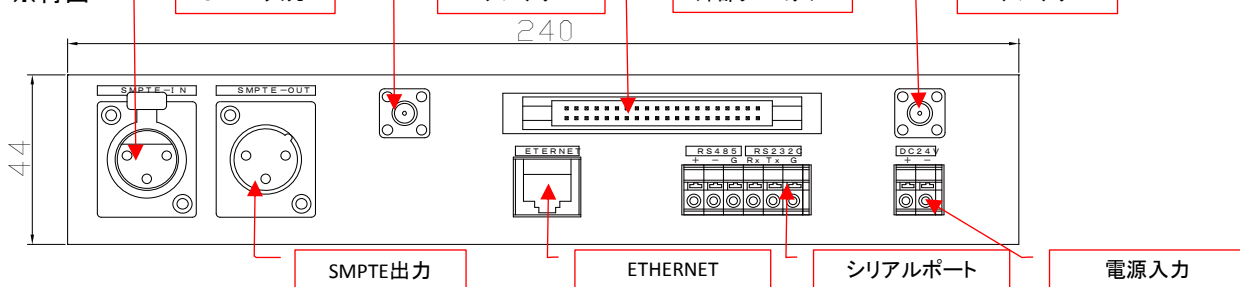 240
44
SMPTE-IN
SMPTE-OUT
ETERNET
RS485 RS232C
+ - G Rx Tx G
DC24V
+ -
SMPTE出力
ETHERNET
シリアルポート
電源入力